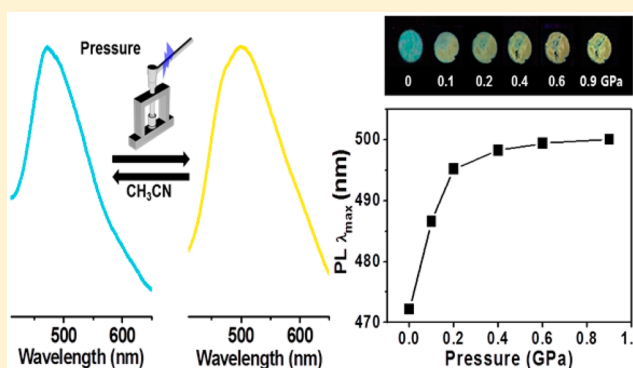 Pressure
CH3CN
500 600
500 600
Wavelength (nm)
Wavelength (nm)
0 0.1 0.2 0.4 0.6 0.9 GPa
PL λmax (nm)
500
490
480
470
0.0 0.2 0.4 0.6 0.8 1.
Pressure (GPa)